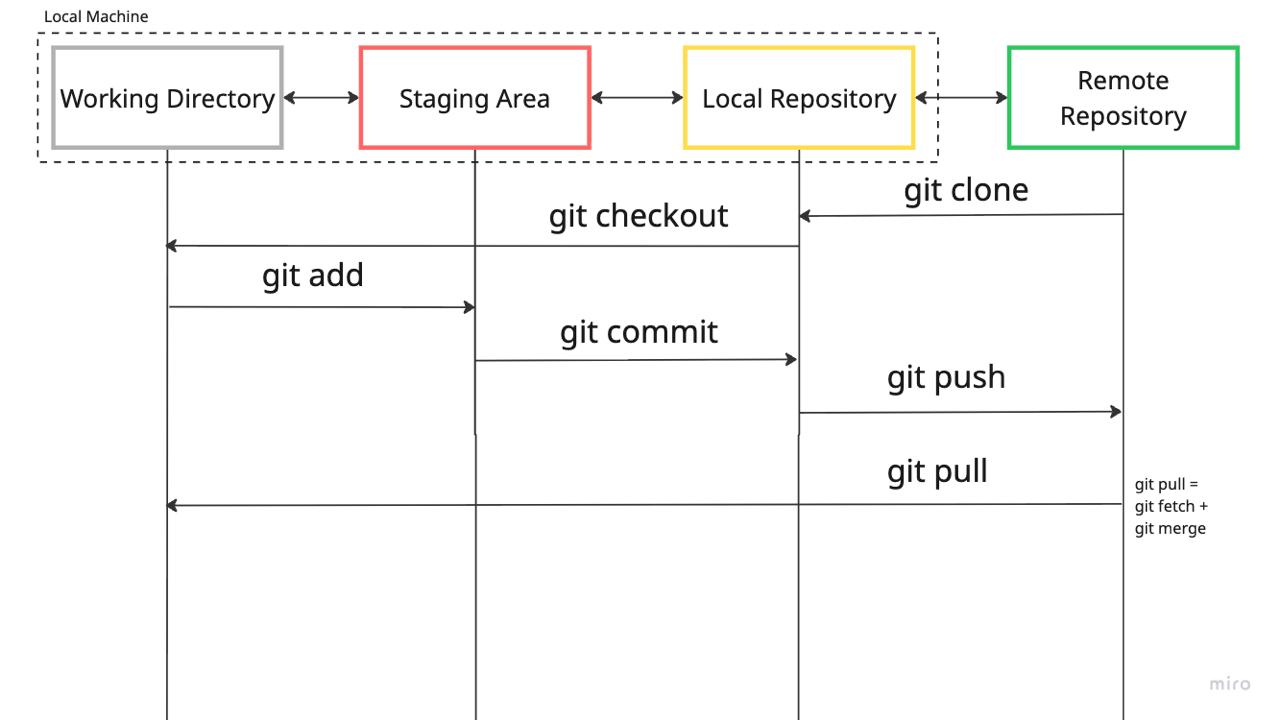 Local Machine
Working Directory
Staging Area
Local Repository
Remote
Repository
git clone
git checkout
git add
git commit
git push
git pull
git pull =
git fetch +
git merge
miro